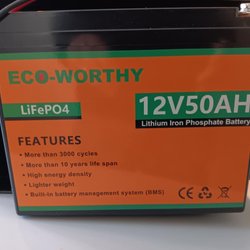 ECO-WORTHY
LiFePO4
12V50AH
Lithium Iron Phosphate Battery
FEATURES
• More than 3000 cycles
• More than 10 years life span
• High energy density
• Lighter weight
• Built-in battery management system (BMS)
CE